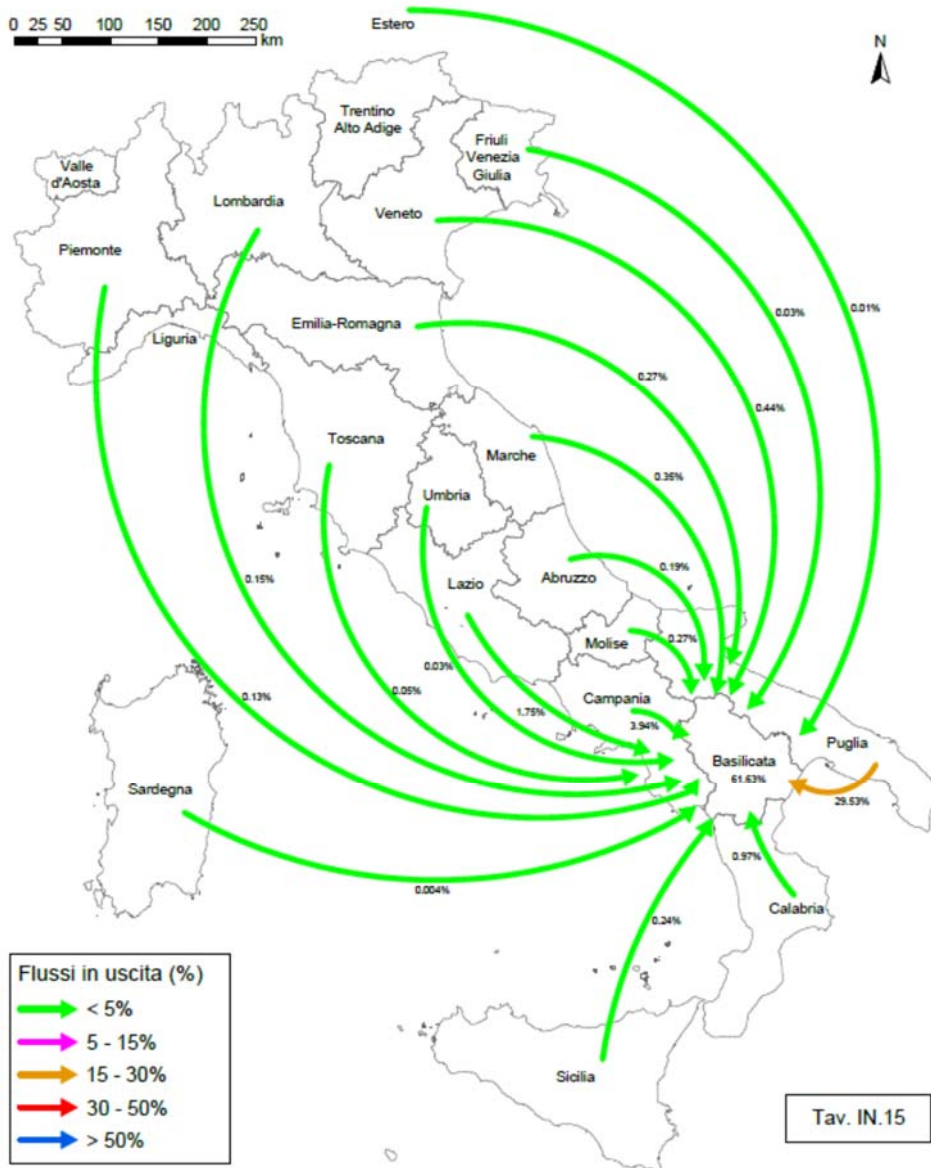 0 25 50 100 150 200 250
km
Estero
N
Trentino
Alto Adige
Friuli
Venezia
Giulia
Valle
d'Aosta
Lombardia
Veneto
Piemonte
Emilia-Romagna
Liguria
0.03%
0.01%
0.27%
0.44%
Toscana
Marche
0.35%
Umbria
0.15%
Lazio
Abruzzo
0.19%
Molise
0.27%
0.03%
0.13%
0.05%
1.75%
Campania
3.94%
Puglia
Basilicata
61.63%
29.53%
Sardegna
0.004%
0.97%
Calabria
0.24%
Sicilia
Flussi in uscita (%)
< 5%
5 - 15%
15 - 30%
30 - 50%
> 50%
Tav. IN.15